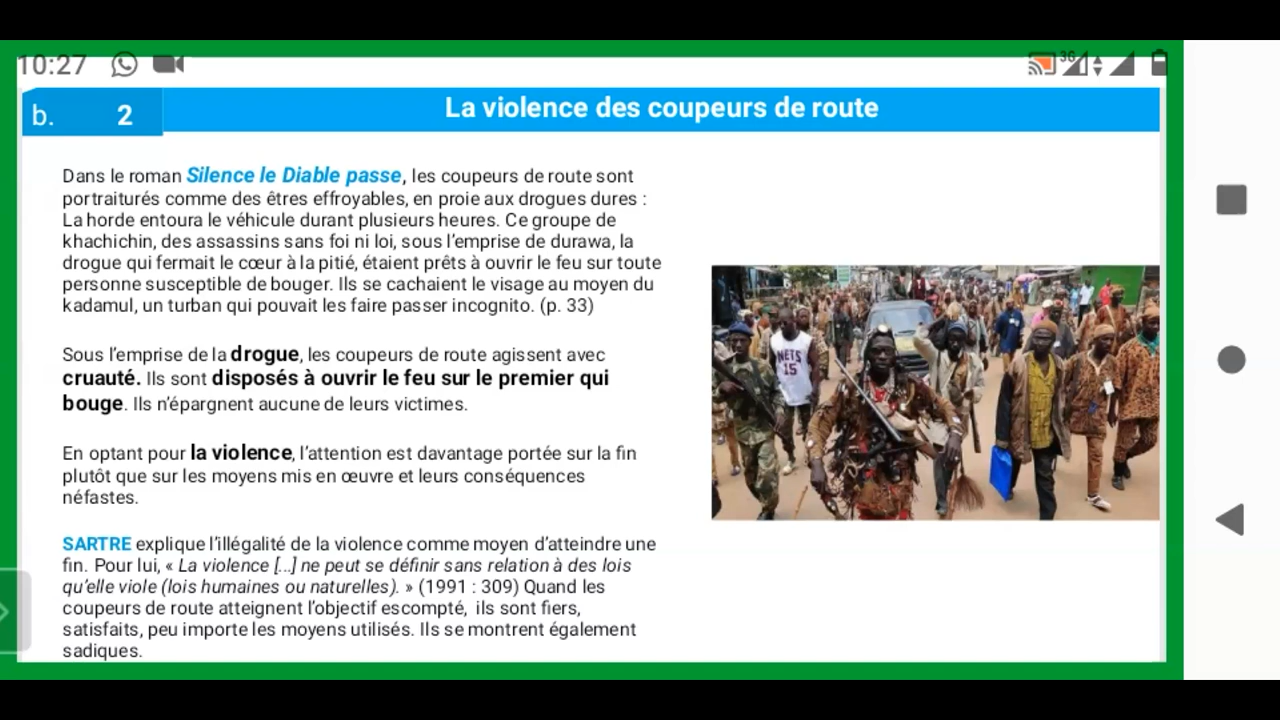 10:27
3G
b. 2 La violence des coupeurs de route
Dans le roman Silence le Diable passe, les coupeurs de route sont
portraiturés comme des êtres effroyables, en proie aux drogues dures :
La horde entoura le véhicule durant plusieurs heures. Ce groupe de
khachichin, des assassins sans foi ni loi, sous l’emprise de durawa, la
drogue qui fermait le cœur à la pitié, étaient prêts à ouvrir le feu sur toute
personne susceptible de bouger. Ils se cachaient le visage au moyen du
kadamul, un turban qui pouvait les faire passer incognito. (p. 33)
Sous l’emprise de la drogue, les coupeurs de route agissent avec
cruauté. Ils sont disposés à ouvrir le feu sur le premier qui
bouge. Ils n’épargnent aucune de leurs victimes.
En optant pour la violence, l’attention est davantage portée sur la fin
plutôt que sur les moyens mis en œuvre et leurs conséquences
néfastes.
SARTRE explique l’illégalité de la violence comme moyen d’atteindre une
fin. Pour lui, « La violence [...] ne peut se définir sans relation à des lois
qu’elle viole (lois humaines ou naturelles). » (1991 : 309) Quand les
coupeurs de route atteignent l’objectif escompté, ils sont fiers,
satisfaits, peu importe les moyens utilisés. Ils se montrent également
sadiques.
NETS
15